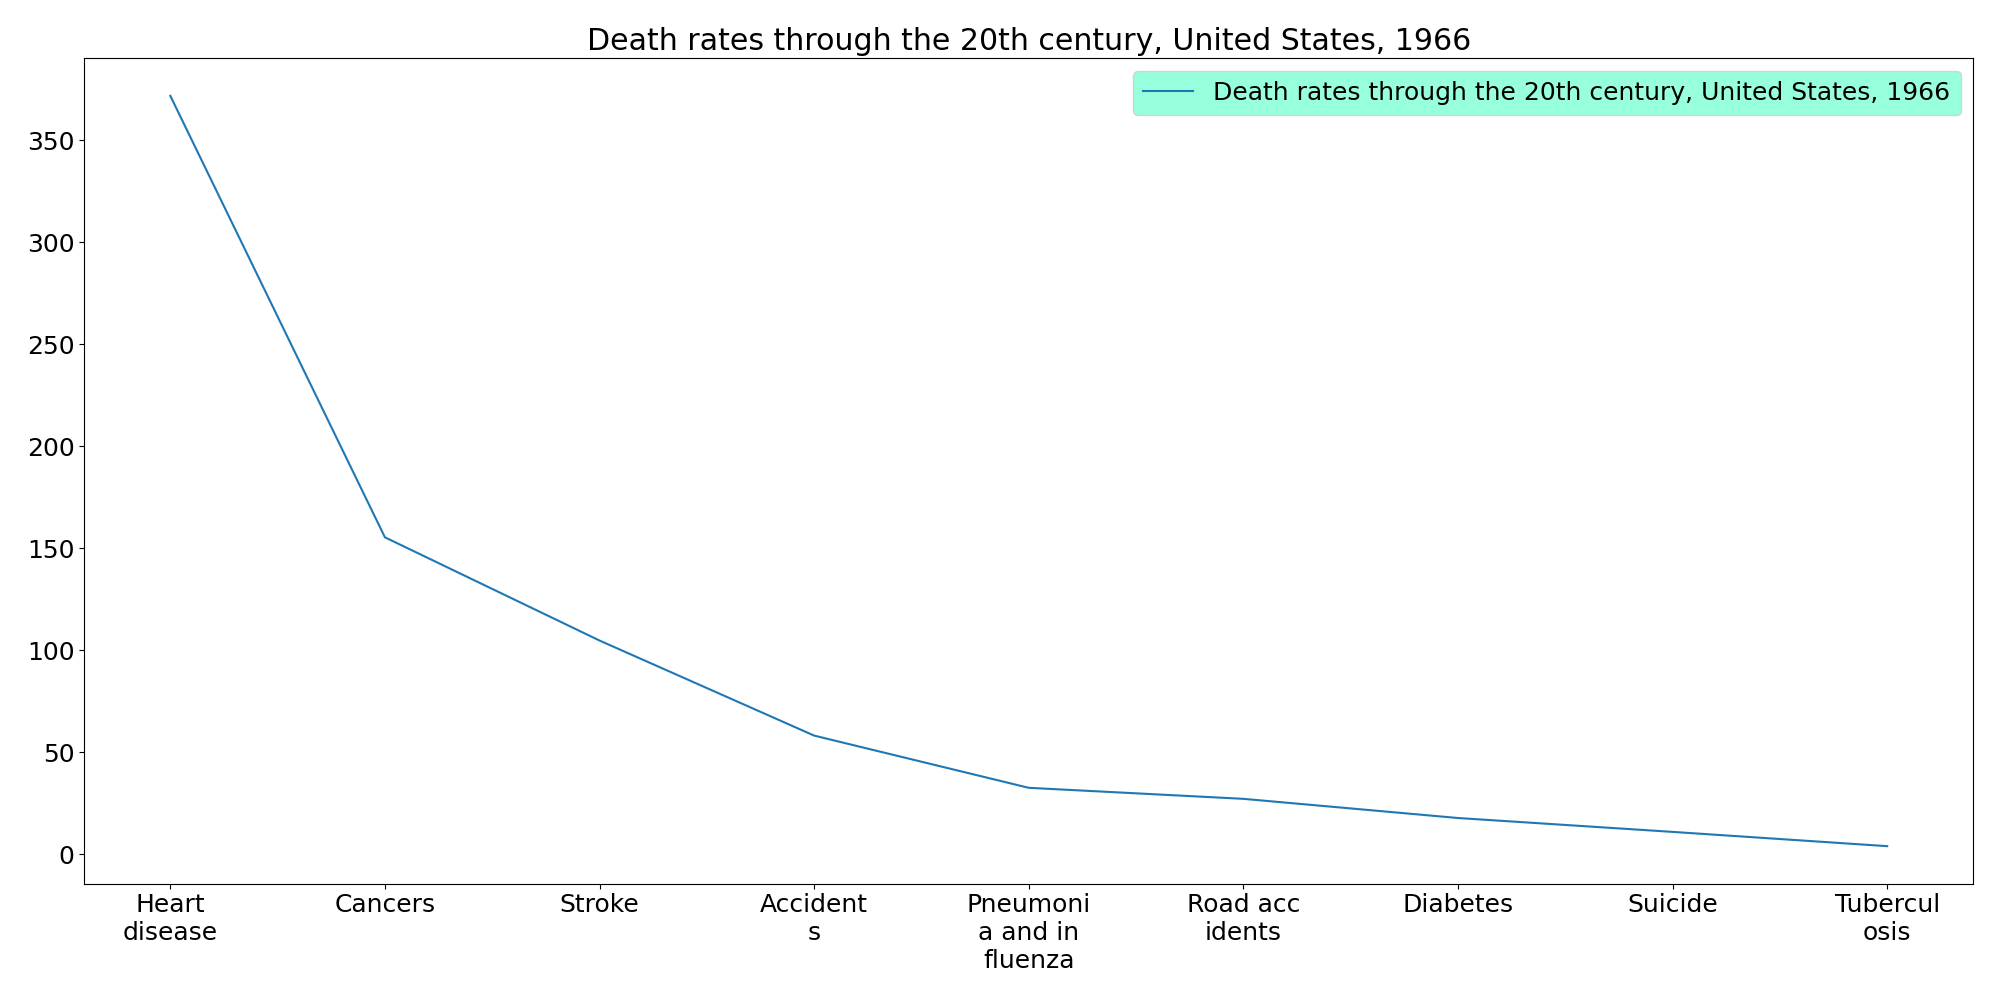 Death rates through the 20th century, United States, 1966
Death rates through the 20th century, United States, 1966
350
300
250
200
150
100
50
0
Heart
disease
Cancers
Stroke
Accident
s
Pneumoni
a and in
fluenza
Road acc
idents
Diabetes
Suicide
Tubercul
osis